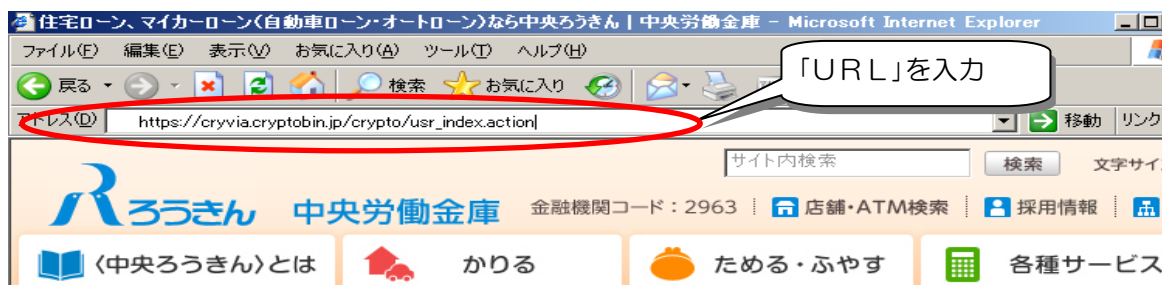 住宅ローン、マイカーローン(自動車ローン・オートローン)なら中央ろうきん | 中央労働金庫 - Microsoft Internet Explorer
ファイル(F) 編集(E) 表示(V) お気に入り(A) ツール(T) ヘルプ(H)
「URL」を入力
戻る 検索 お気に入り
アドレス(D) https://cryvia.cryptobin.jp/crypto/usr_index.action 移動 リンク
サイト内検索 検索 文字サイ
ろうきん 中央労働金庫 金融機関コード:2963 店舗・ATM検索 採用情報
〈中央ろうきん〉とは かりる ためる・ふやす 各種サービス